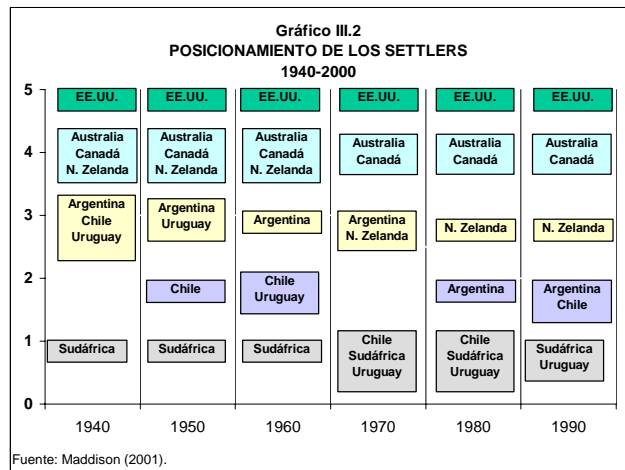 Gráfico III.2
POSICIONAMIENTO DE LOS SETTLERS
1940-2000
5
4
3
2
1
0
EE.UU.
Australia
Canadá
N. Zelanda
Argentina
Chile
Uruguay
Sudáfrica
EE.UU.
Australia
Canadá
N. Zelanda
Argentina
Uruguay
Chile
Sudáfrica
EE.UU.
Australia
Canadá
N. Zelanda
Argentina
Chile
Uruguay
Sudáfrica
EE.UU.
Australia
Canadá
Argentina
N. Zelanda
Chile
Sudáfrica
Uruguay
EE.UU.
Australia
Canadá
N. Zelanda
Argentina
Chile
Sudáfrica
Uruguay
EE.UU.
Australia
Canadá
N. Zelanda
Argentina
Chile
Sudáfrica
Uruguay
1940
1950
1960
1970
1980
1990
Fuente: Maddison (2001).